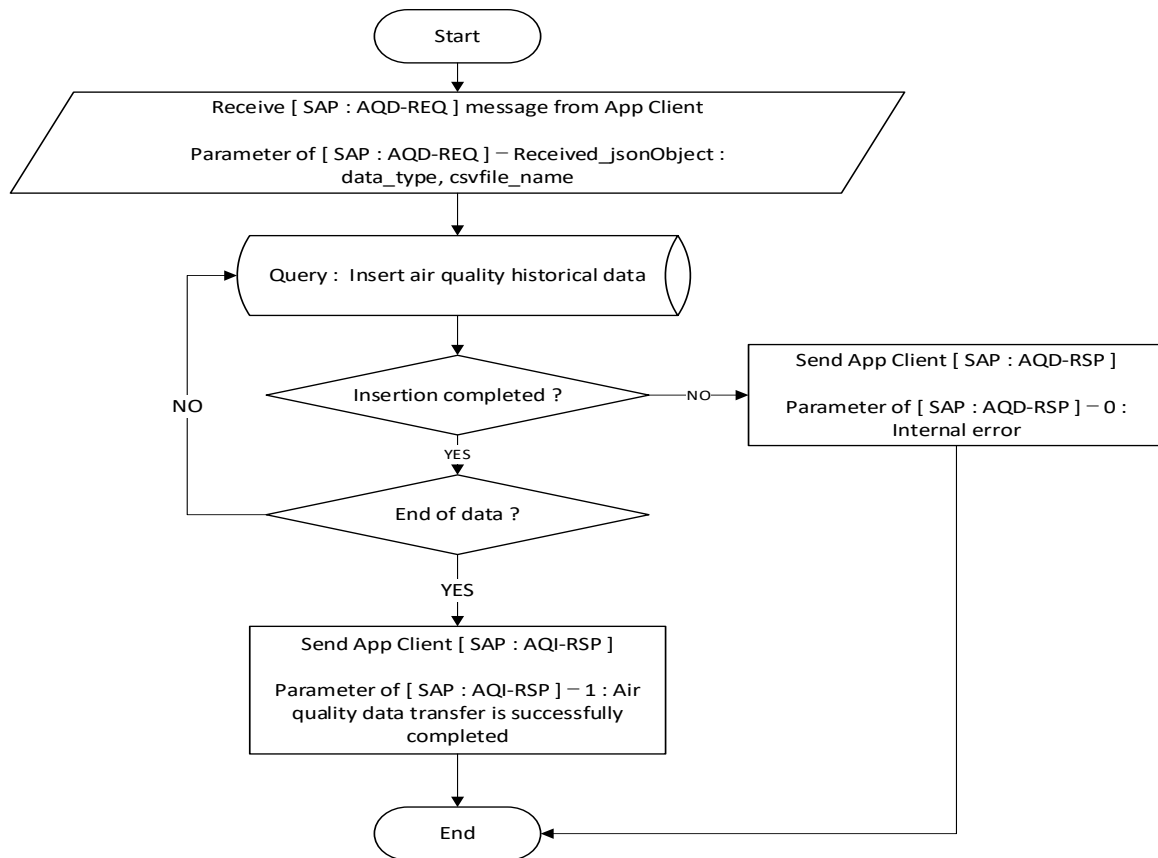 Start
Receive [ SAP : AQD-REQ ] message from App Client
Parameter of [ SAP : AQD-REQ ] – Received_jsonObject :
data_type, csvfile_name
Query :  Insert air quality historical data
Insertion completed ?
NO
Send App Client [ SAP : AQD-RSP ]
Parameter of [ SAP : AQD-RSP ] – 0 :
Internal error
NO
YES
End of data ?
YES
Send App Client [ SAP : AQI-RSP ]
Parameter of [ SAP : AQI-RSP ] – 1 : Air
quality data transfer is successfully
completed
End